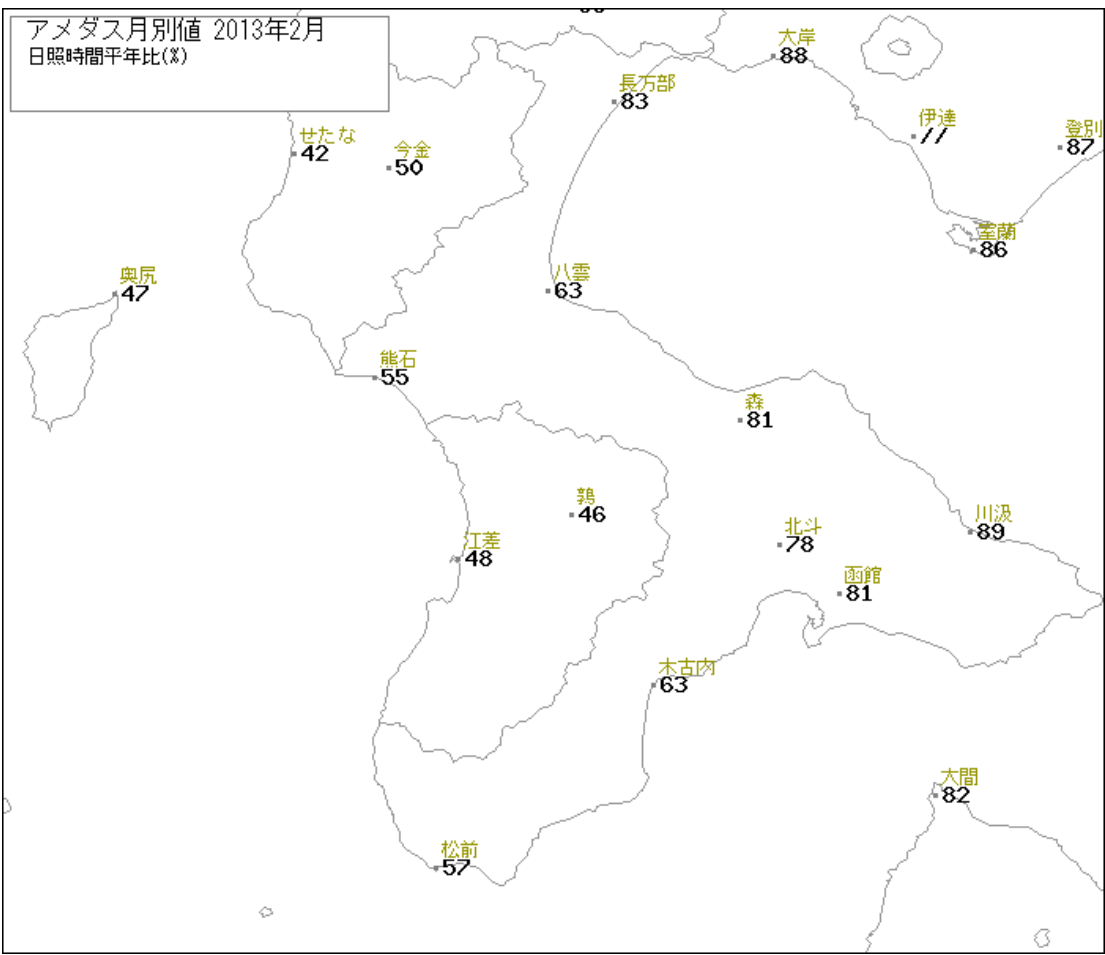 アメダス月別値 2013年2月
日照時間平年比(%)
大岸
88
長万部
83
伊達
77
登別
87
せたな
42
今金
50
室蘭
86
奥尻
47
八雲
63
熊石
55
森
81
鶉
46
川汲
89
江差
48
北斗
78
函館
81
木古内
63
大間
82
松前
57